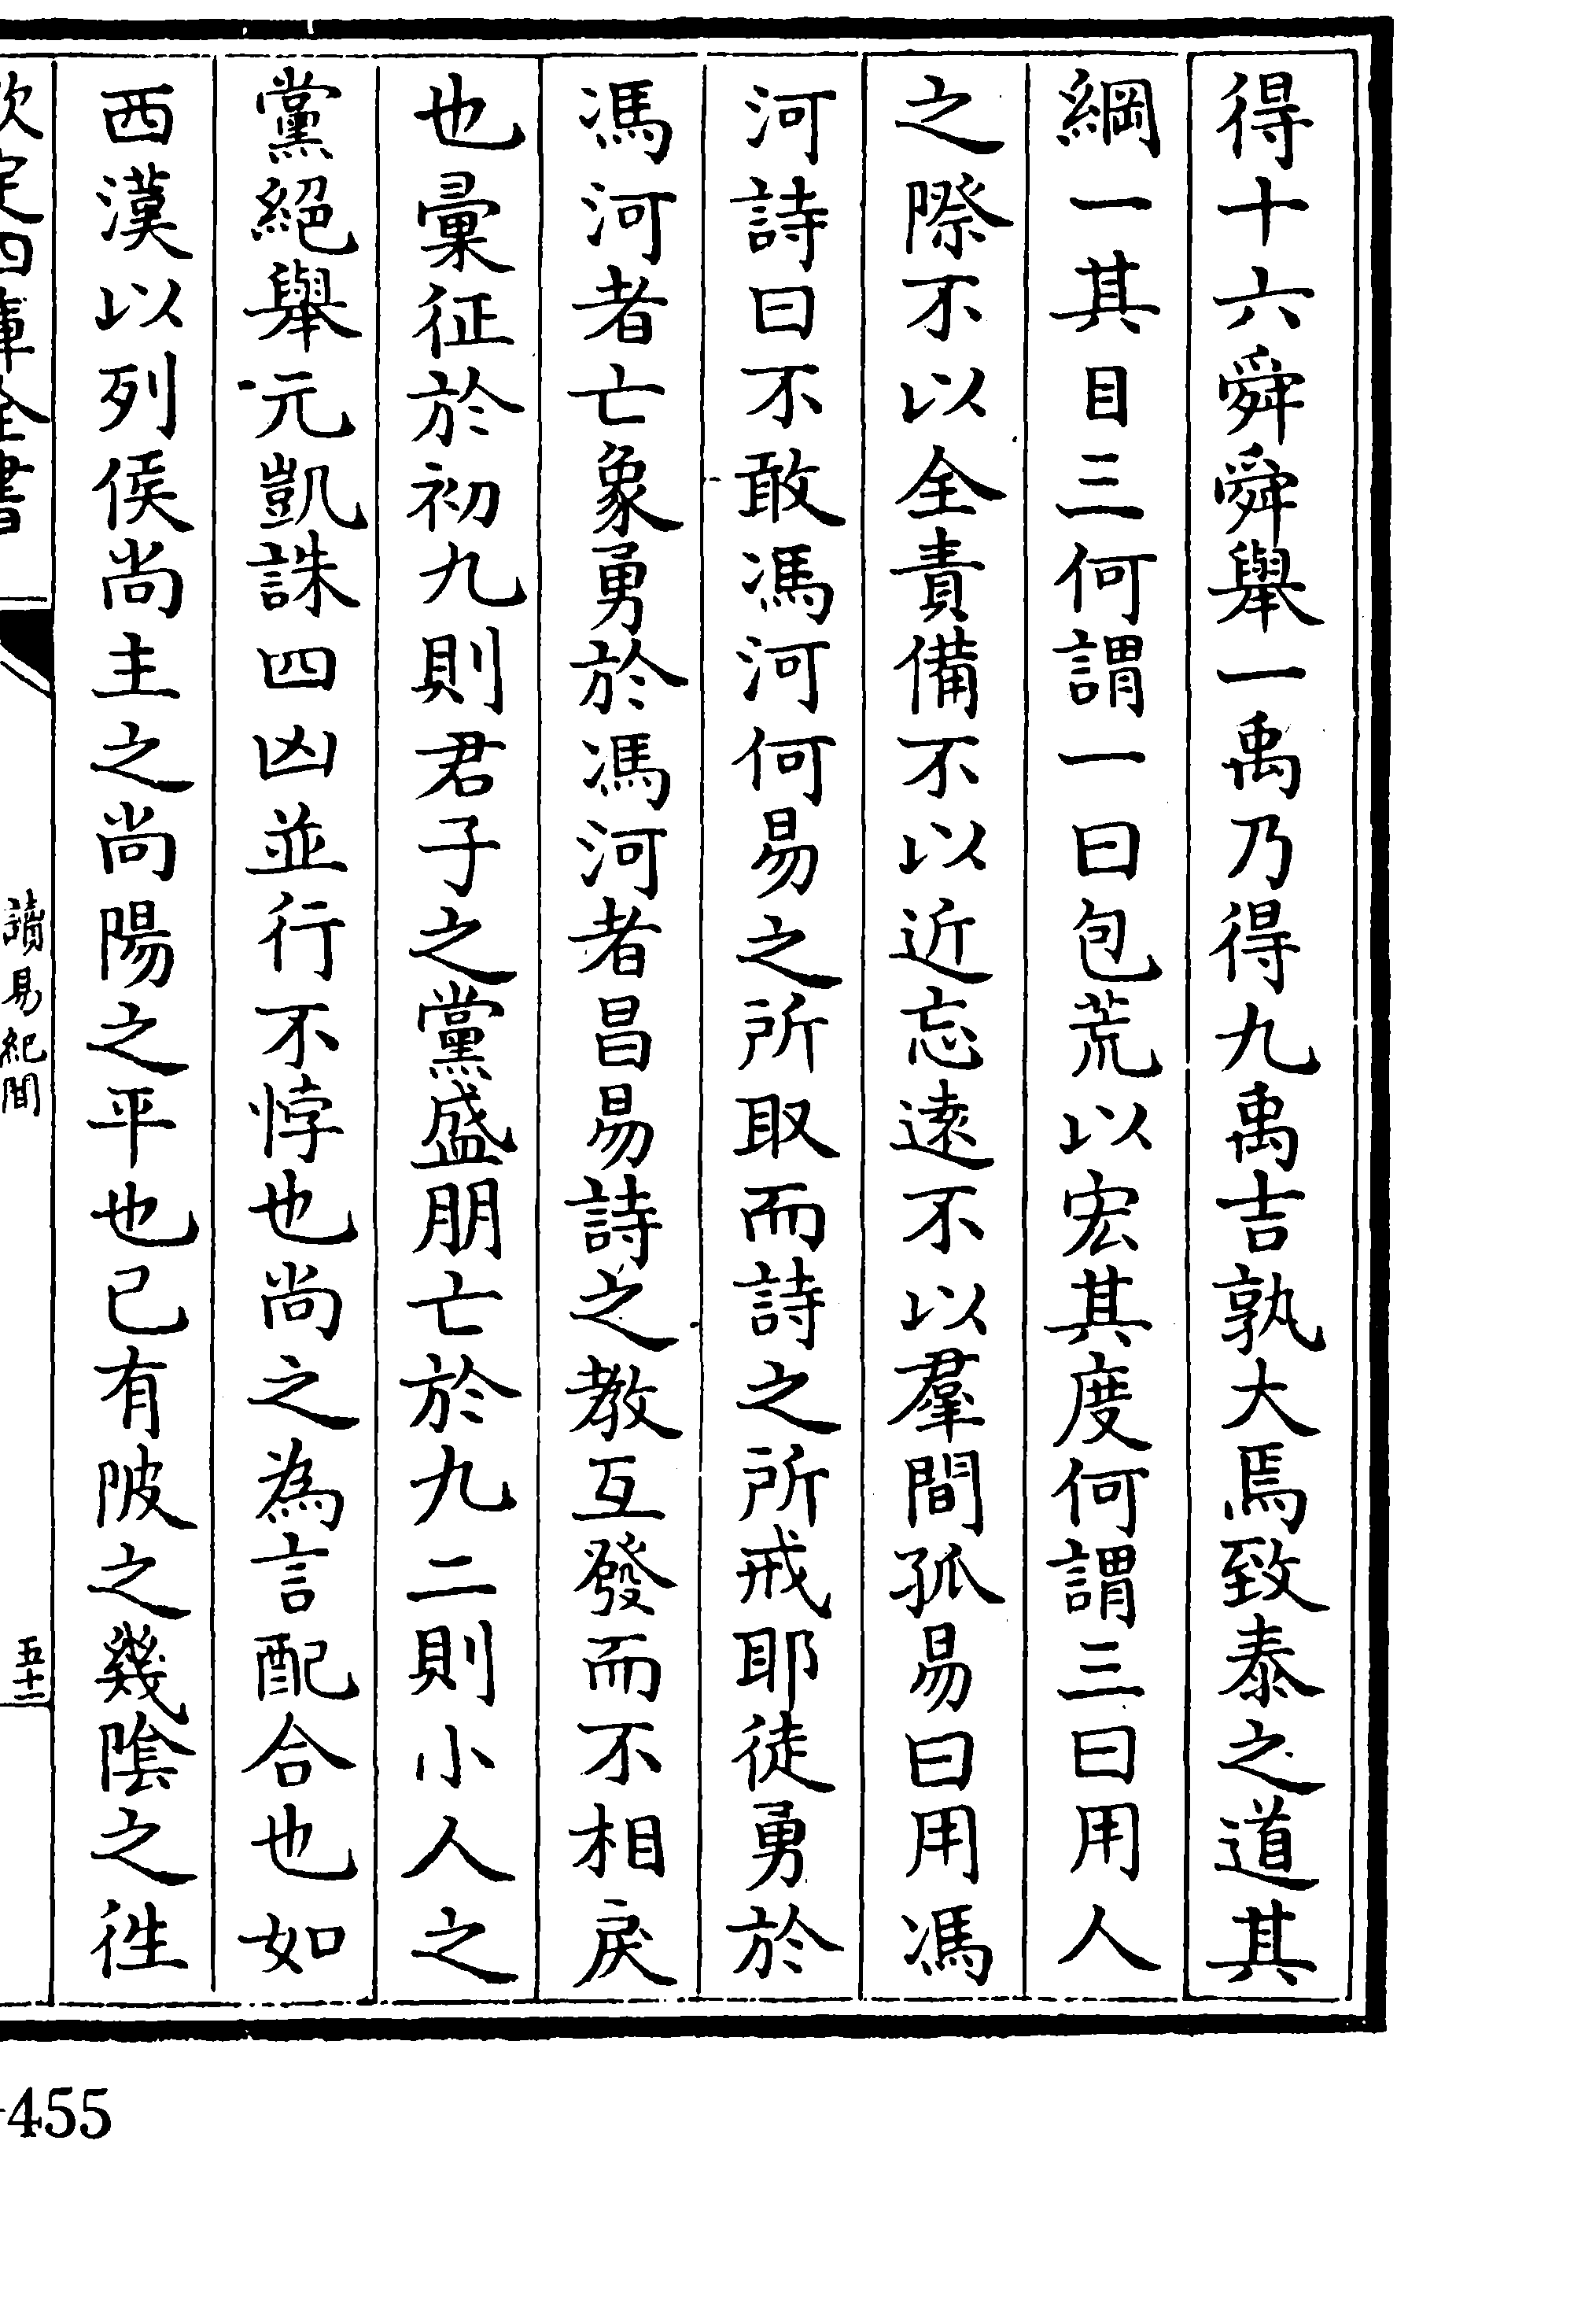 得十六舜舜舉一禹乃得九禹吉孰大焉致泰之道其
綱一其目三何謂一曰包荒以宏其度何謂三曰用人
之際不以全責備不以近忘遠不以羣間孤易曰用馮
河詩曰不敢馮河何易之所取而詩之所戒耶徒勇於
馮河者亡象勇於馮河者昌易詩之教互發而不相戾
也彙征於初九則君子之黨盛朋亡於九二則小人之
黨絕舉元凱誅四凶並行不悖也尚之為言配合也如
西漢以列侯尚主之尚陽之平也已有陂之幾陰之徃
欽定四庫全書
讀易紀聞
五十二
455